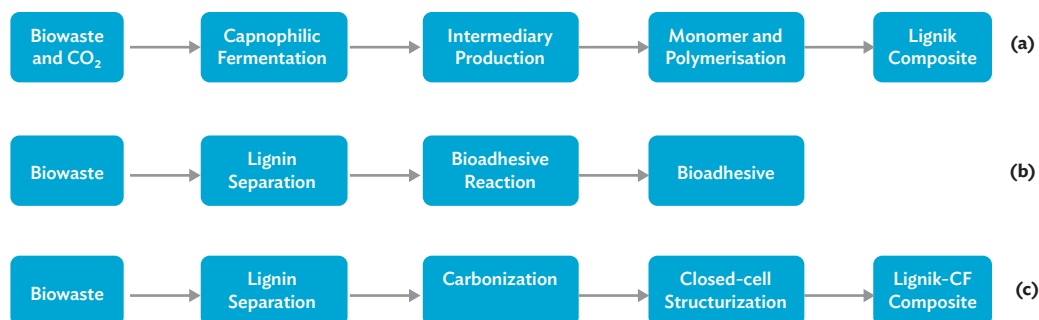 Biowaste
and CO₂
Capnophilic
Fermentation
Intermediary
Production
Monomer and
Polymerisation
Lignik
Composite
(a)
Biowaste
Lignin
Separation
Bioadhesive
Reaction
Bioadhesive
(b)
Biowaste
Lignin
Separation
Carbonization
Closed-cell
Structurization
Lignik-CF
Composite
(c)